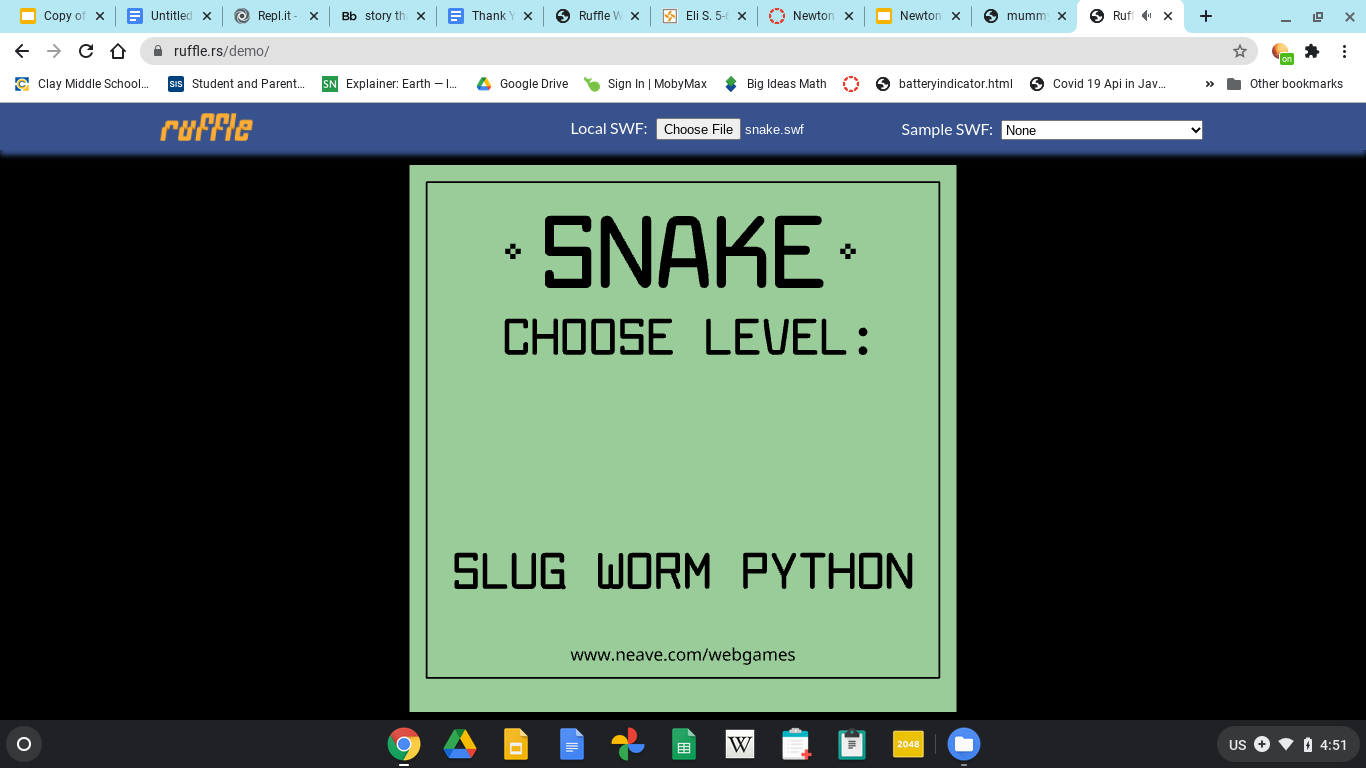 Copy of
Untitled
Repl.it -
Bb story th
Thank Y
Ruffle W
Eli S. 5-
Newton
Newton
mumm
Ruf
ruffle.rs/demo/
on
Clay Middle School...
SIS Student and Parent...
SN Explainer: Earth — I...
Google Drive
Sign In | MobyMax
Big Ideas Math
batteryindicator.html
Covid 19 Api in Jav...
»
Other bookmarks
ruffle
Local SWF: Choose File snake.swf
Sample SWF: None
SNAKE
CHOOSE LEVEL:
SLUG WORM PYTHON
www.neave.com/webgames
W
2048
US
4:51